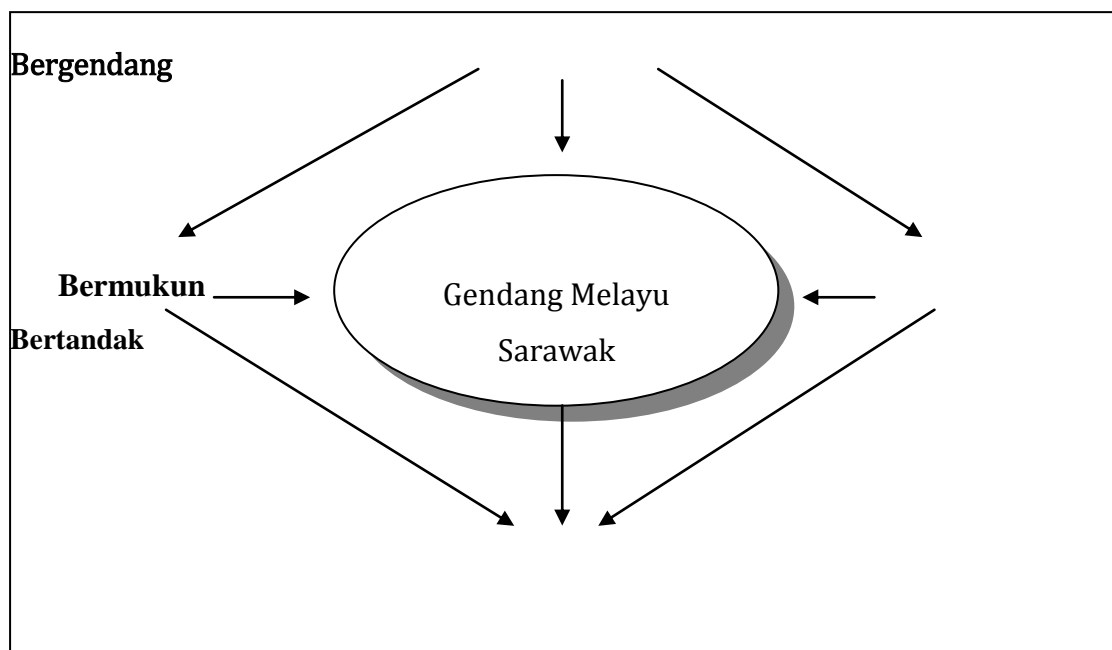 Bergendang
Bermukun
Gendang Melayu
Sarawak
Bertandak